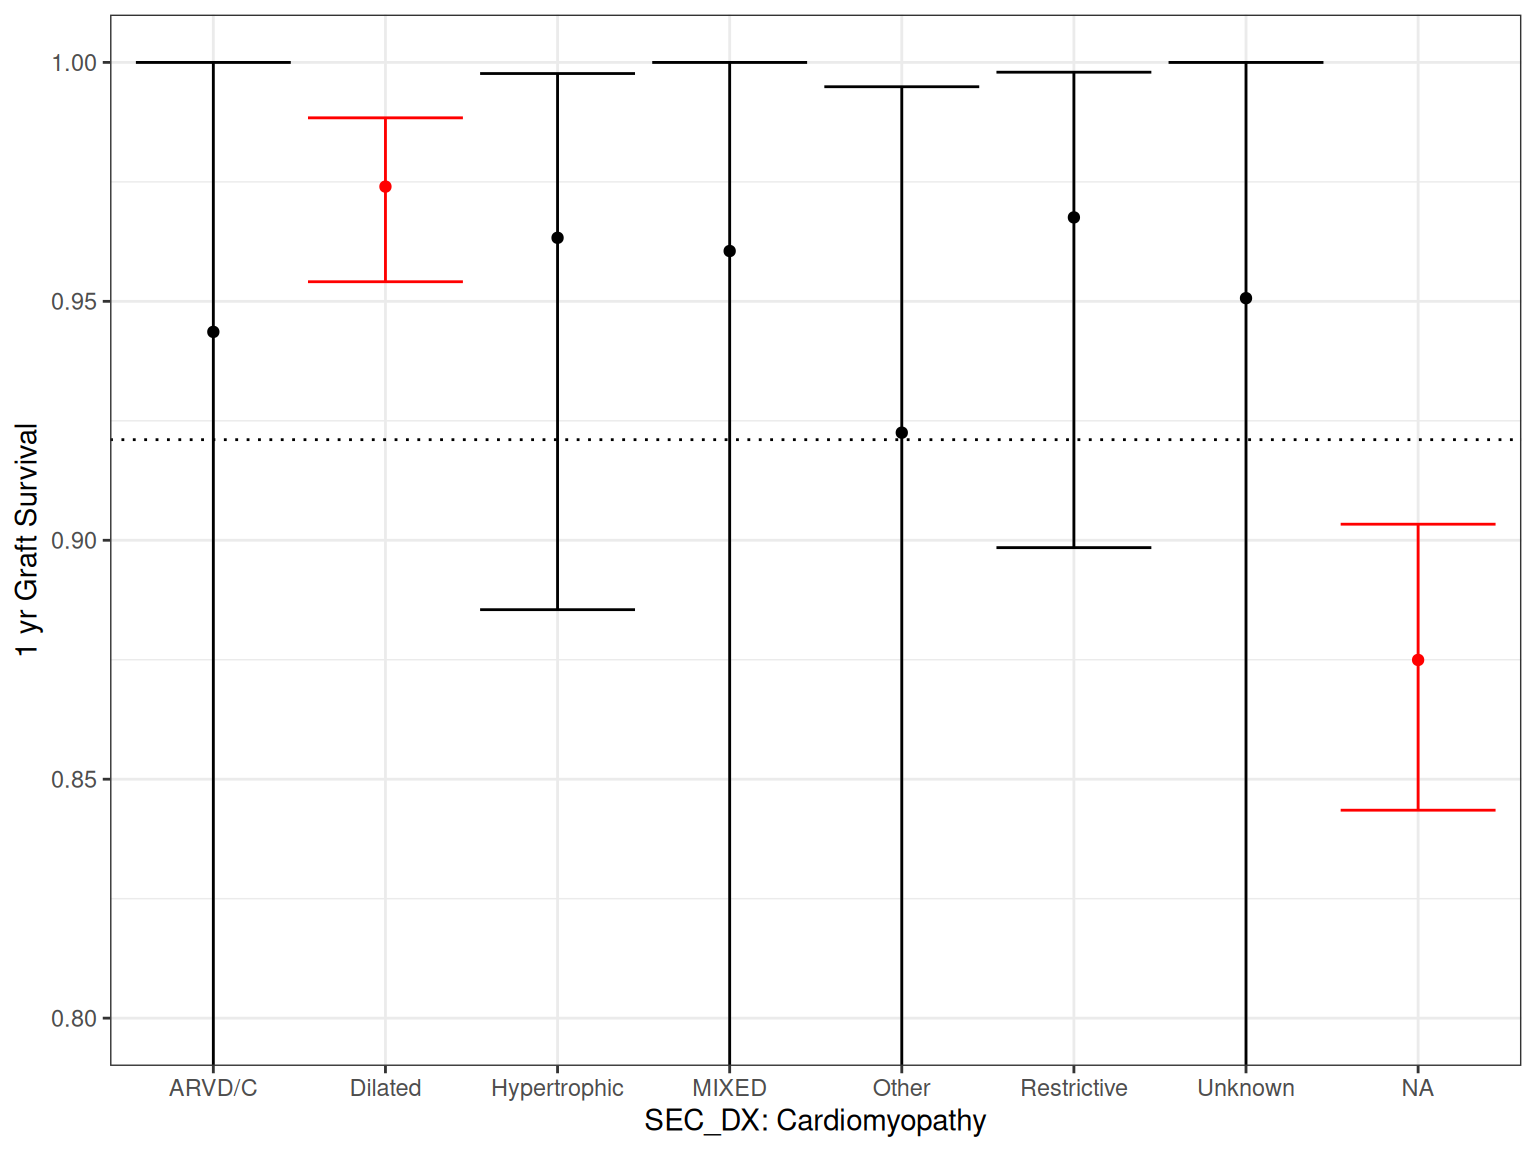 1.00
0.95
0.90
0.85
0.80
1 yr Graft Survival
ARVD/C Dilated Hypertrophic MIXED Other Restrictive Unknown NA
SEC_DX: Cardiomyopathy